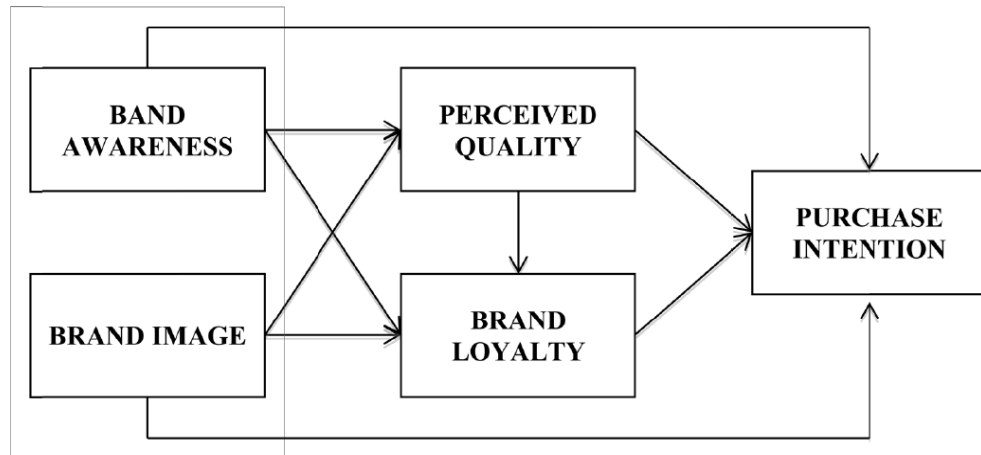 BAND
AWARENESS
PERCEIVED
QUALITY
PURCHASE
INTENTION
BRAND IMAGE
BRAND
LOYALTY